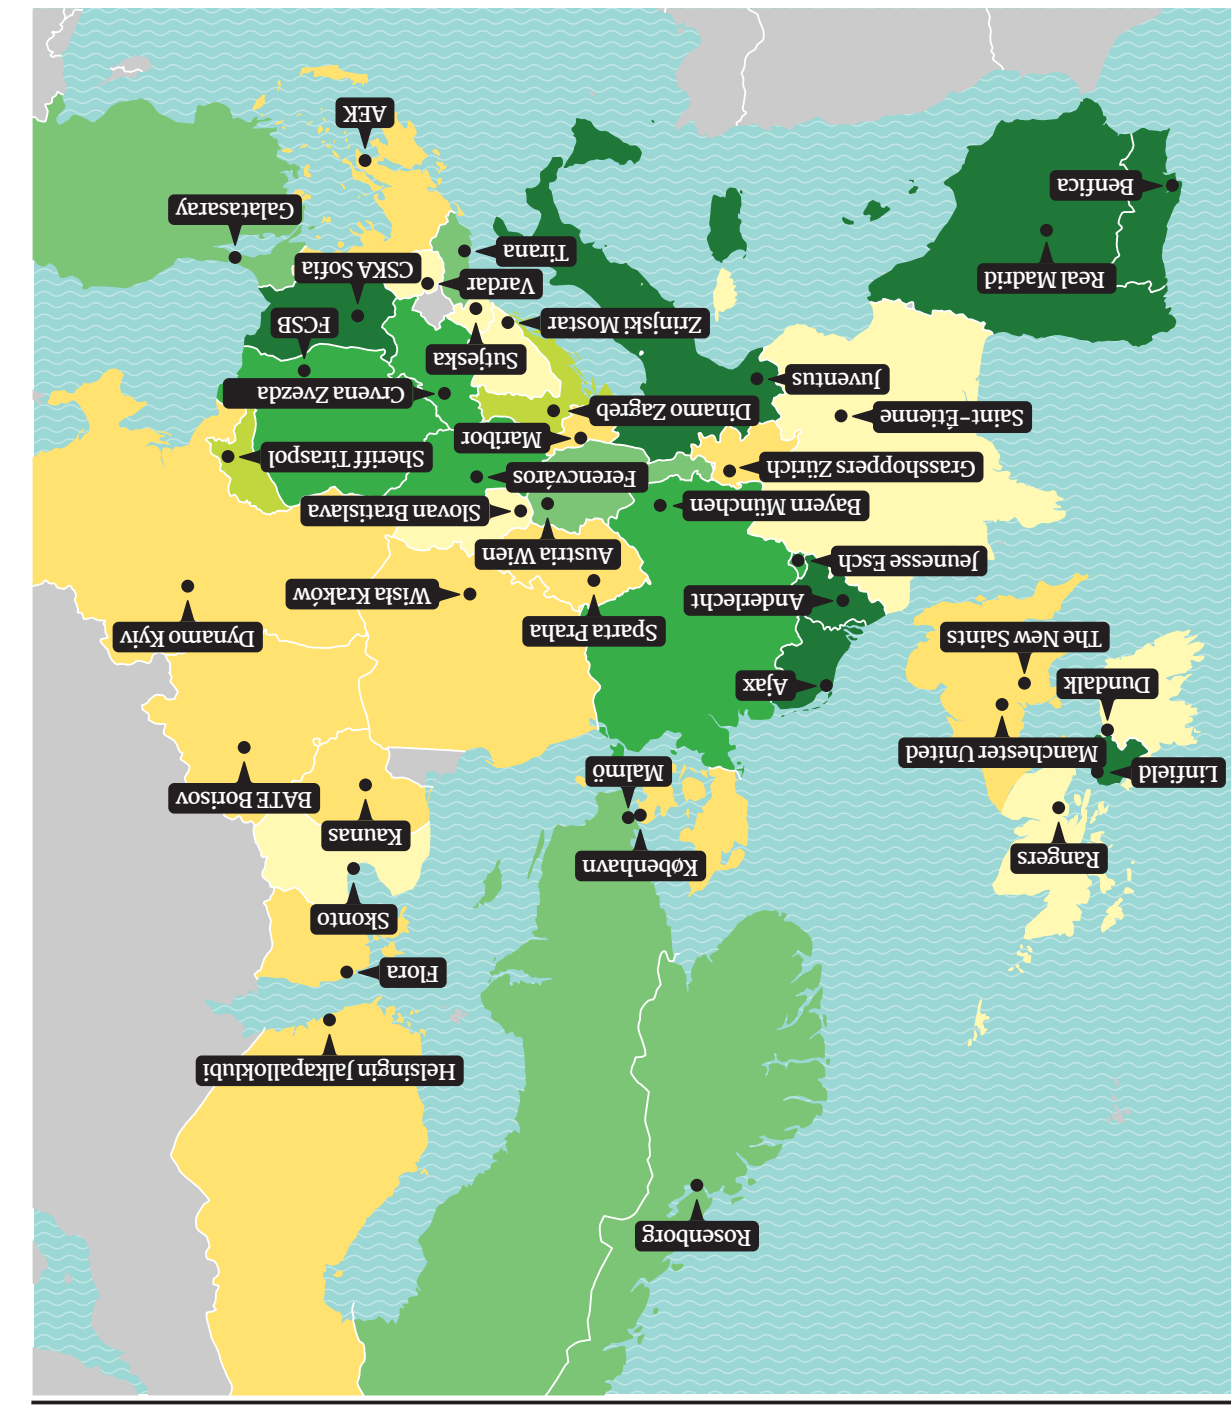 Rosenborg
Helsingin Jalkapalloklubi
Flora
Skonto
Rangers
København
Kaunas
Linfield
Malmö
BATE Borisov
Manchester United
Dundalk
Ajax
The New Saints
Sparta Praha
Dynamo Kyiv
Anderlecht
Wisła Kraków
Jeunesse Esch
Austria Wien
Slovan Bratislava
Bayern München
Ferencváros
Grasshoppers Zürich
Sheriff Tiraspol
Maribor
Saint-Étienne
Dinamo Zagreb
Crvena Zvezda
Juventus
Sutjeska
FCSB
Zrinjski Mostar
Vardar
Real Madrid
CSKA Sofia
Tirana
Galatasaray
Benfica
AEK